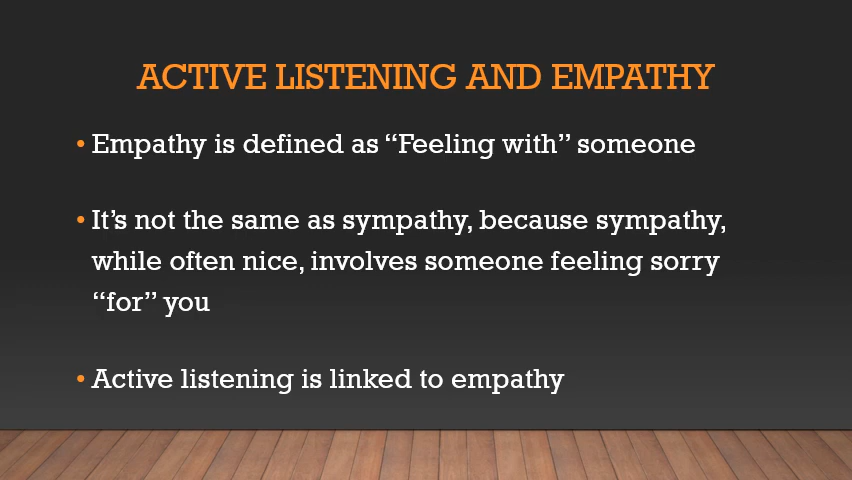 ACTIVE LISTENING AND EMPATHY
• Empathy is defined as “Feeling with” someone
• It’s not the same as sympathy, because sympathy,
while often nice, involves someone feeling sorry
“for” you
• Active listening is linked to empathy